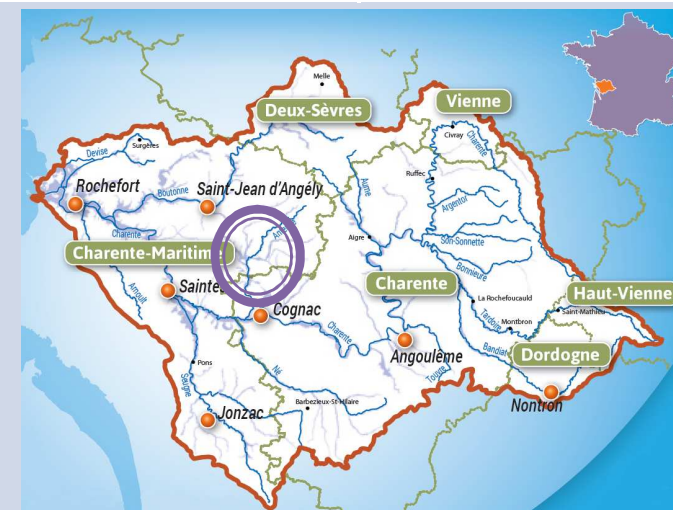 Melle
Deux-Sèvres
Vienne
Surgères
Devise
Civray
Charente
Rochefort
Boutonne
Saint-Jean d'Angély
Aume
Ruffec
Argentor
Charente
Aigre
Son-Sonnette
Charente-Maritime
Bonnieure
Arnoult
Sainte
Charente
La Rochefoucauld
Haut-Vienne
Cognac
Tardoire
Montbron
Saint-Mathieu
Charente
Angoulême
Bandiat
Dordogne
Pons
Né
Touvre
Seugne
Barbezieux-St-Hilaire
Nontron
Jonzac